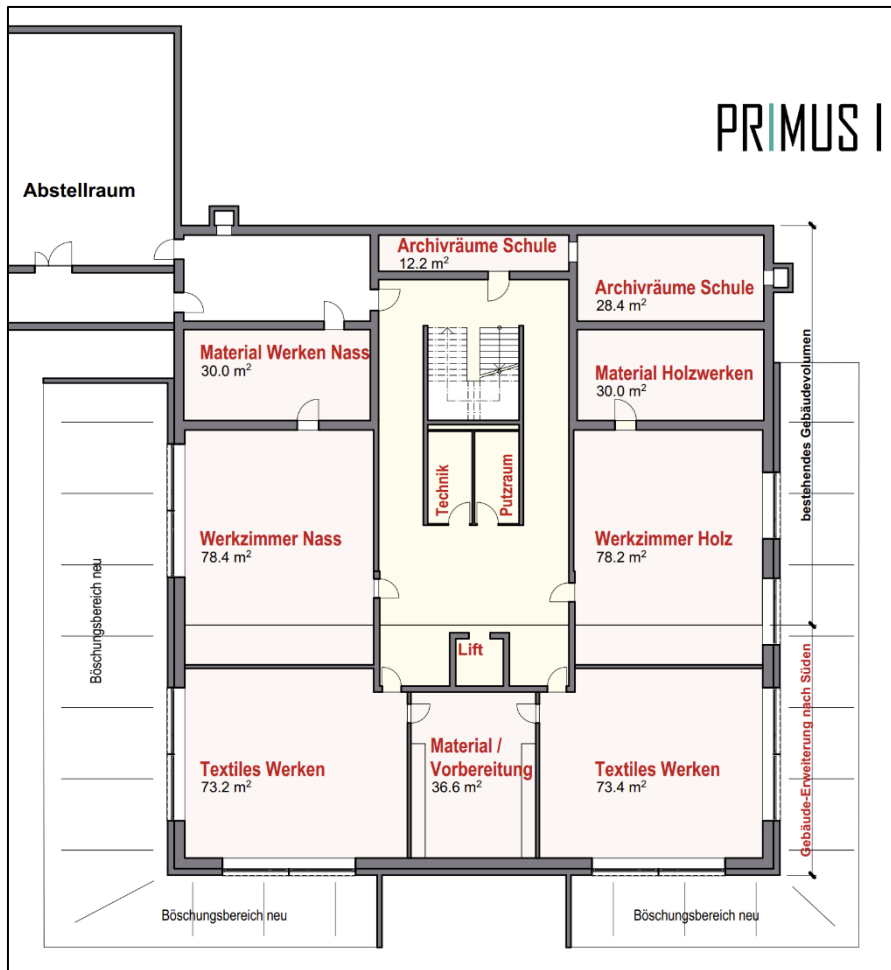 PRIMUS I
Abstellraum
Archivräume Schule
12.2 m²
Archivräume Schule
28.4 m²
Material Werken Nass
30.0 m²
Material Holzwerken
30.0 m²
bestehendes Gebäudevolumen
Technik
Putzraum
Werkzimmer Nass
78.4 m²
Werkzimmer Holz
78.2 m²
Böschungsbereich neu
Lift
Gebäude-Erweiterung nach Süden
Textiles Werken
73.2 m²
Material /
Vorbereitung
36.6 m²
Textiles Werken
73.4 m²
Böschungsbereich neu
Böschungsbereich neu